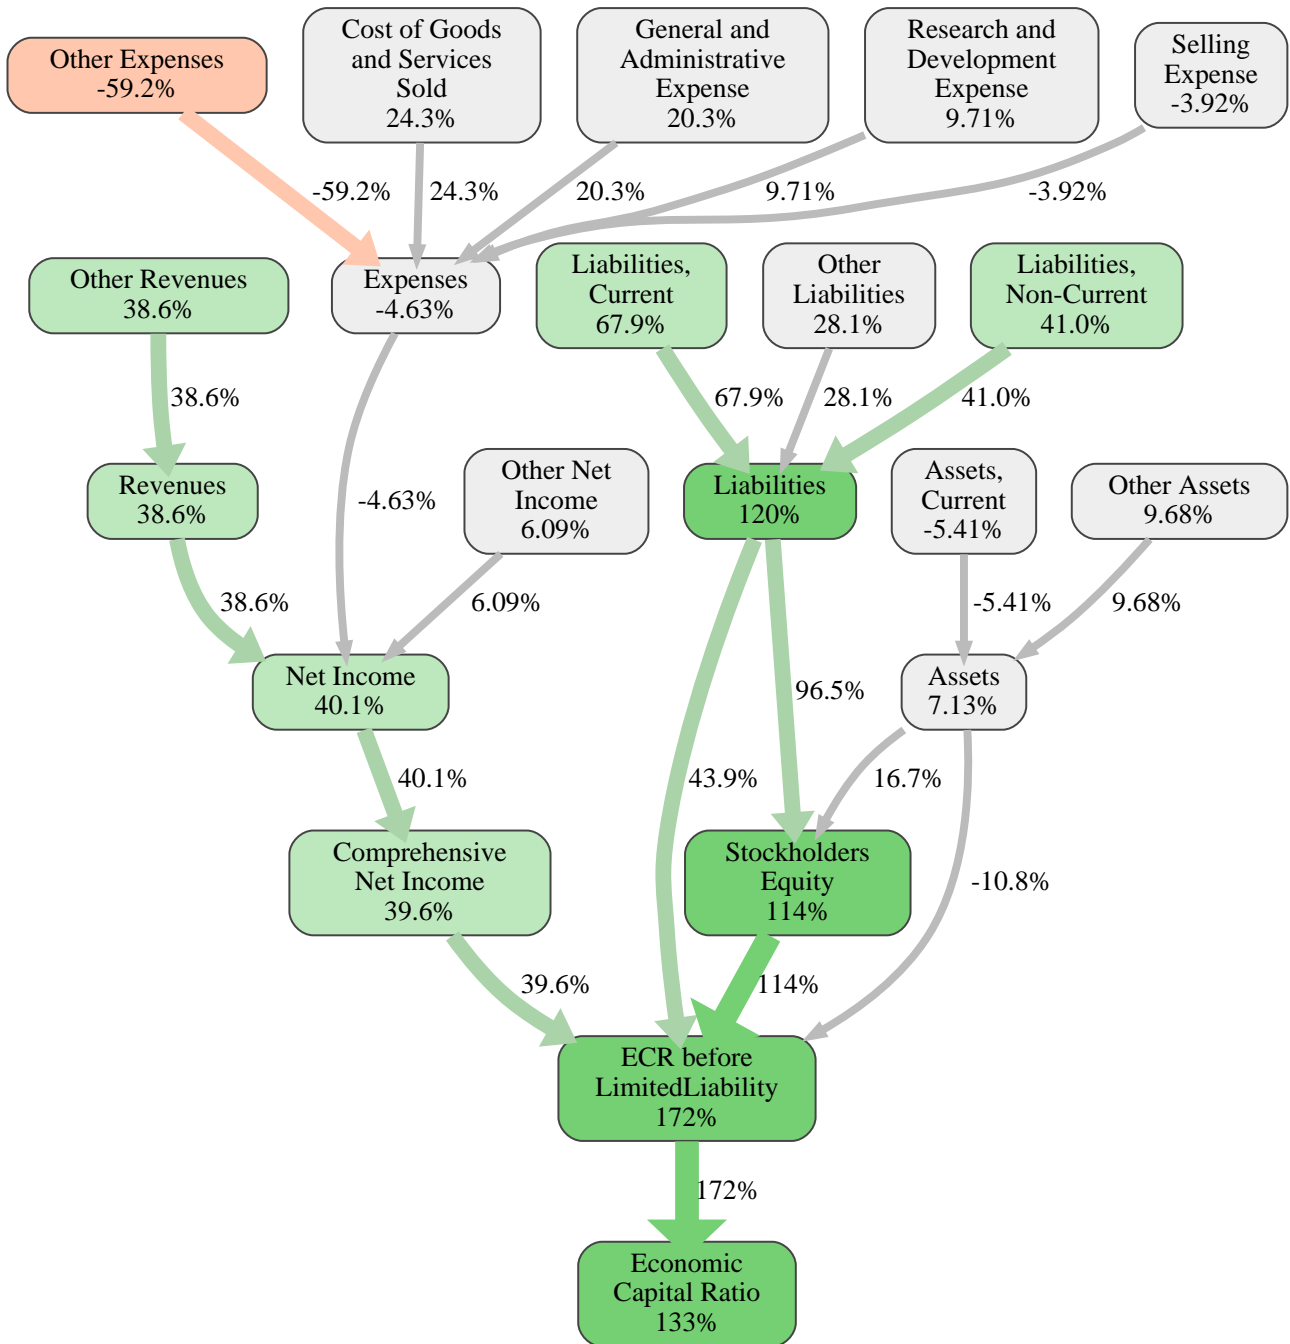 Other Expenses
-59.2%
Cost of Goods
and Services
Sold
24.3%
General and
Administrative
Expense
20.3%
Research and
Development
Expense
9.71%
Selling
Expense
-3.92%
-59.2%
24.3%
20.3%
9.71%
-3.92%
Other Revenues
38.6%
Expenses
-4.63%
Liabilities,
Current
67.9%
Other
Liabilities
28.1%
Liabilities,
Non-Current
41.0%
38.6%
67.9%
28.1%
41.0%
Revenues
38.6%
-4.63%
Other Net
Income
6.09%
Liabilities
120%
Assets,
Current
-5.41%
Other Assets
9.68%
38.6%
6.09%
-5.41%
9.68%
Net Income
40.1%
96.5%
Assets
7.13%
40.1%
43.9%
16.7%
Comprehensive
Net Income
39.6%
Stockholders
Equity
114%
-10.8%
39.6%
114%
ECR before
LimitedLiability
172%
172%
Economic
Capital Ratio
133%